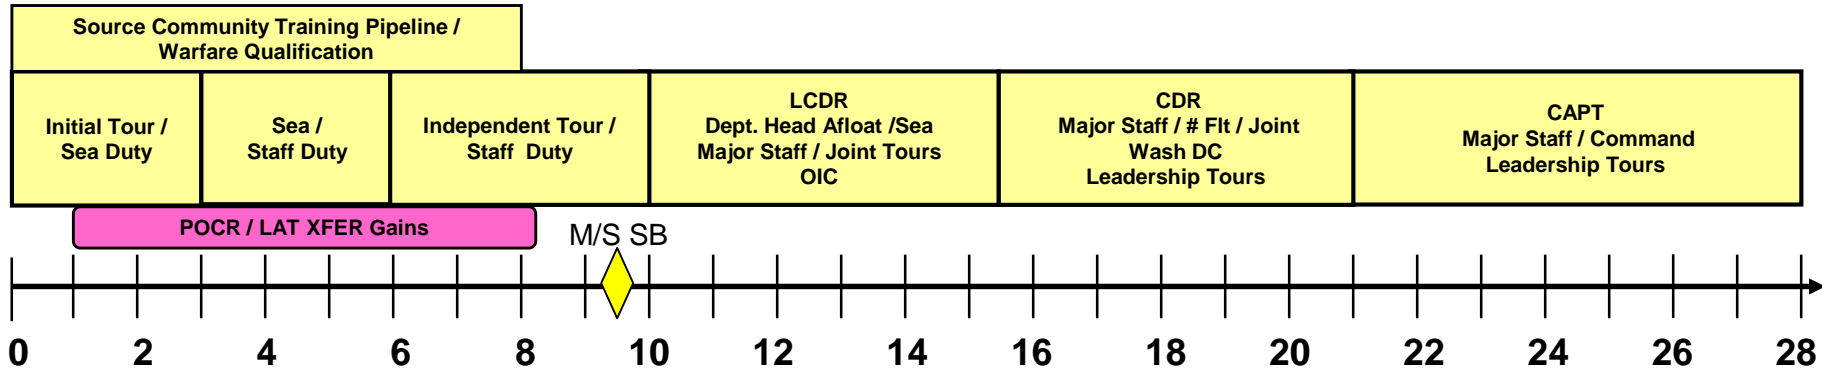 Source Community Training Pipeline /
Warfare Qualification
Initial Tour /
Sea Duty
Sea /
Staff Duty
Independent Tour /
Staff Duty
LCDR
Dept. Head Afloat /Sea
Major Staff / Joint Tours
OIC
CDR
Major Staff / # Flt / Joint
Wash DC
Leadership Tours
CAPT
Major Staff / Command
Leadership Tours
POCR / LAT XFER Gains
M/S SB
0 2 4 6 8 10 12 14 16 18 20 22 24 26 28